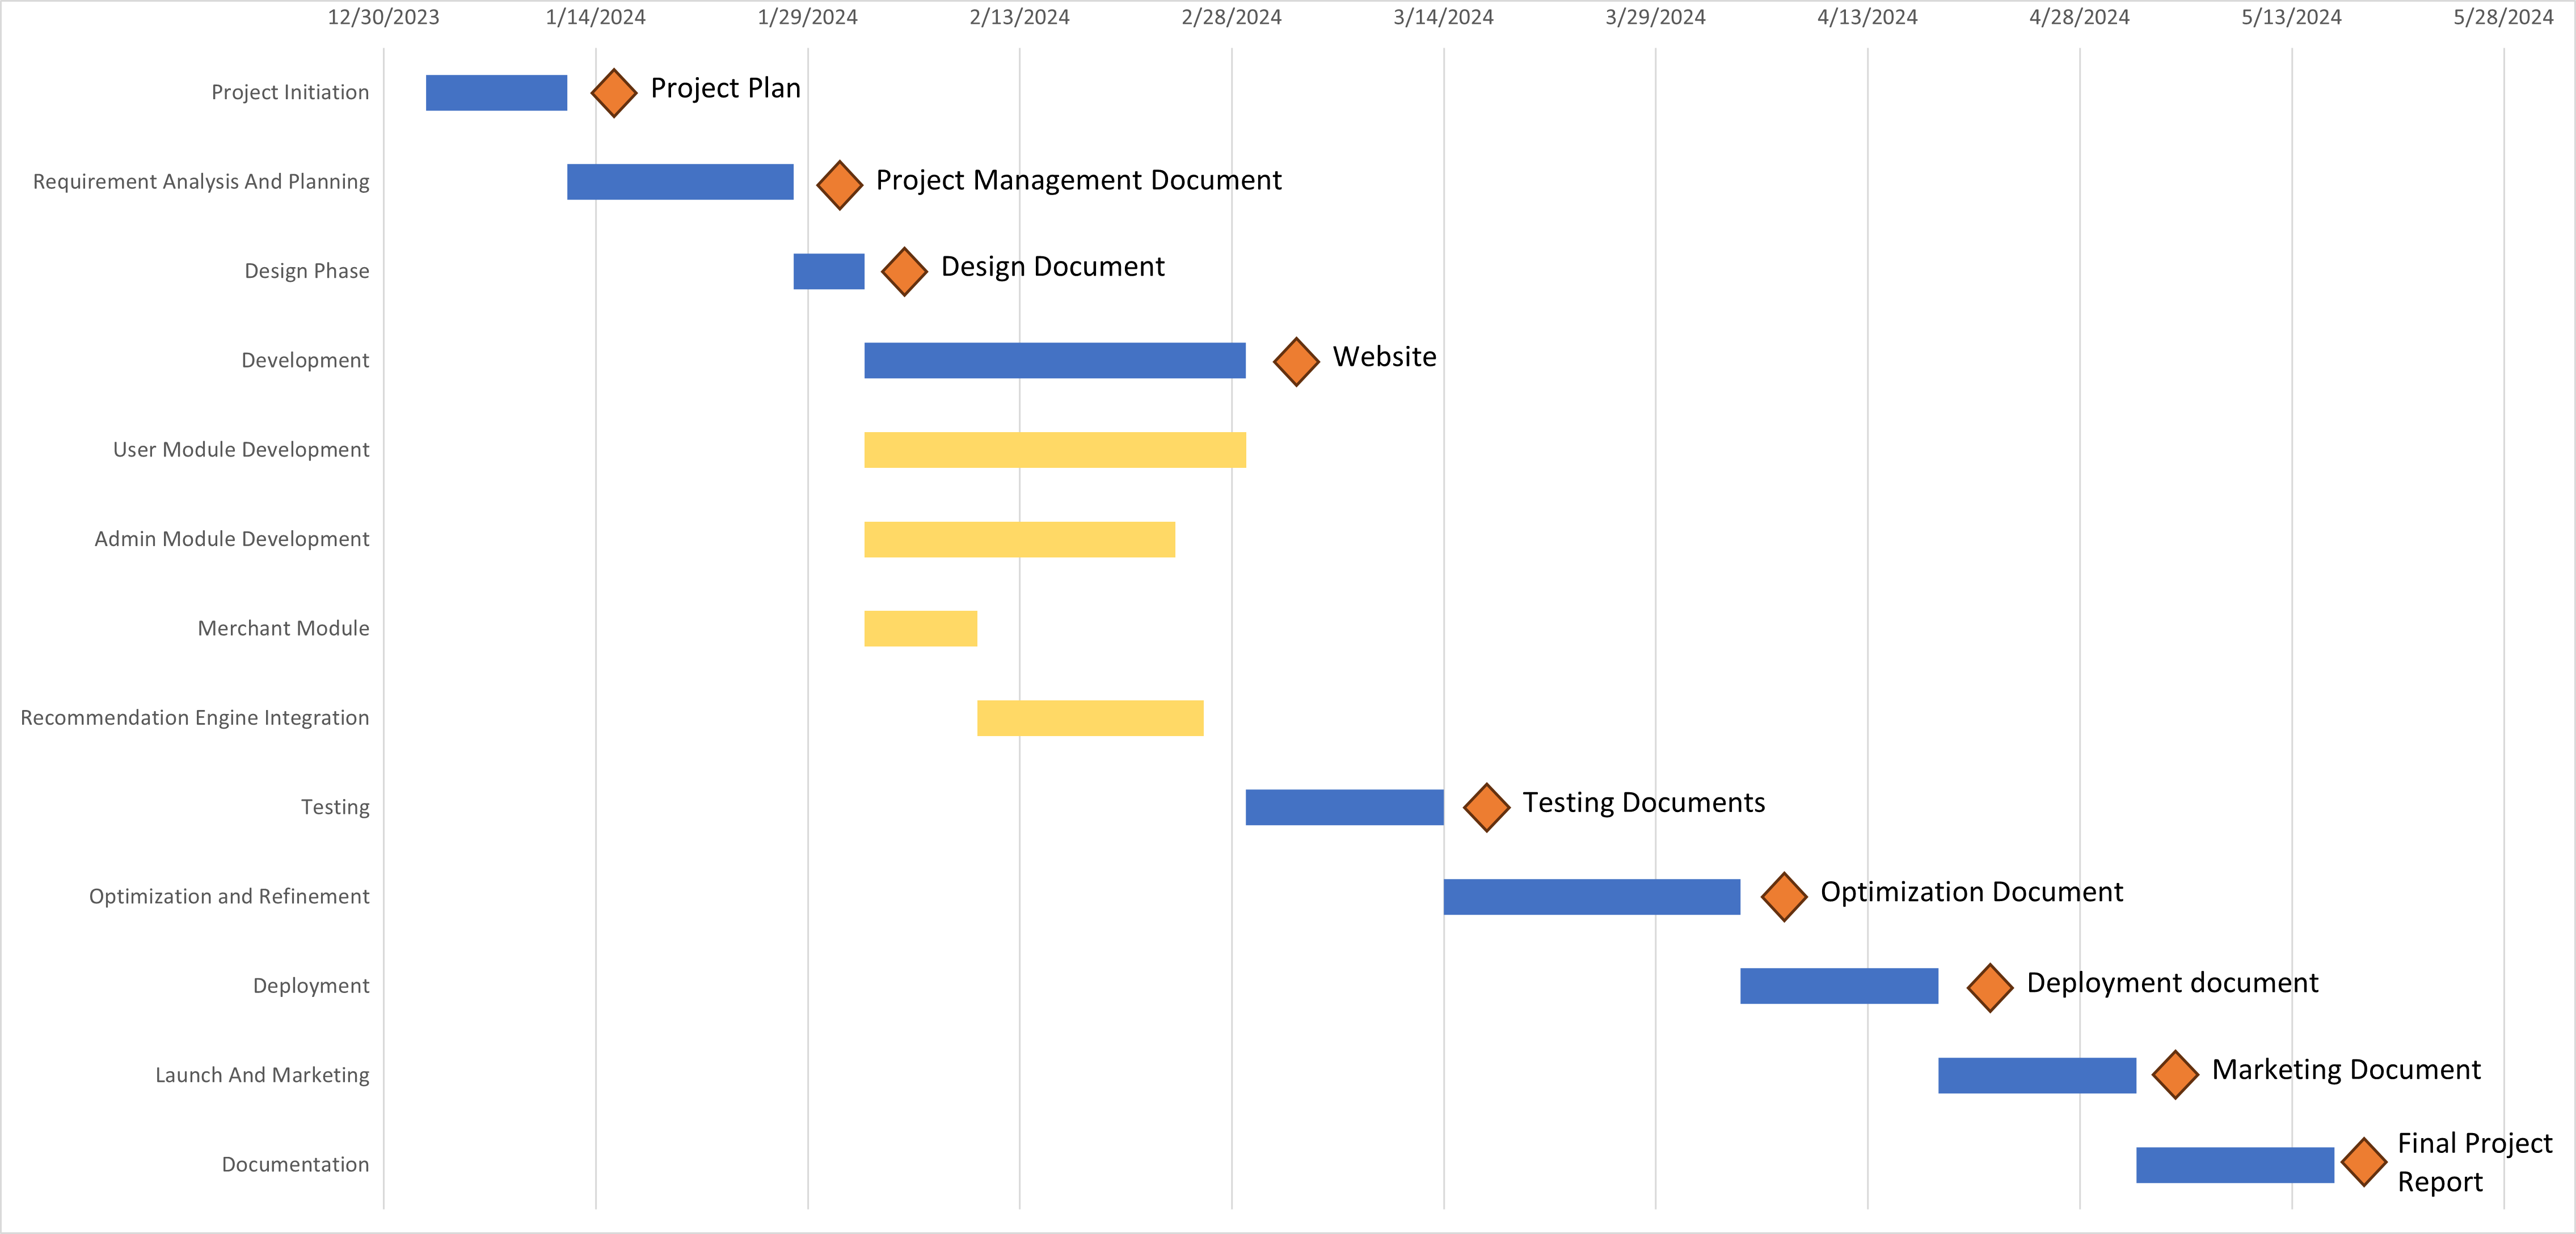 12/30/2023 1/14/2024 1/29/2024 2/13/2024 2/28/2024 3/14/2024 3/29/2024 4/13/2024 4/28/2024 5/13/2024 5/28/2024
Project Initiation Project Plan
Requirement Analysis And Planning Project Management Document
Design Phase Design Document
Development Website
User Module Development
Admin Module Development
Merchant Module
Recommendation Engine Integration
Testing Testing Documents
Optimization and Refinement Optimization Document
Deployment Deployment document
Launch And Marketing Marketing Document
Documentation Final Project
Report